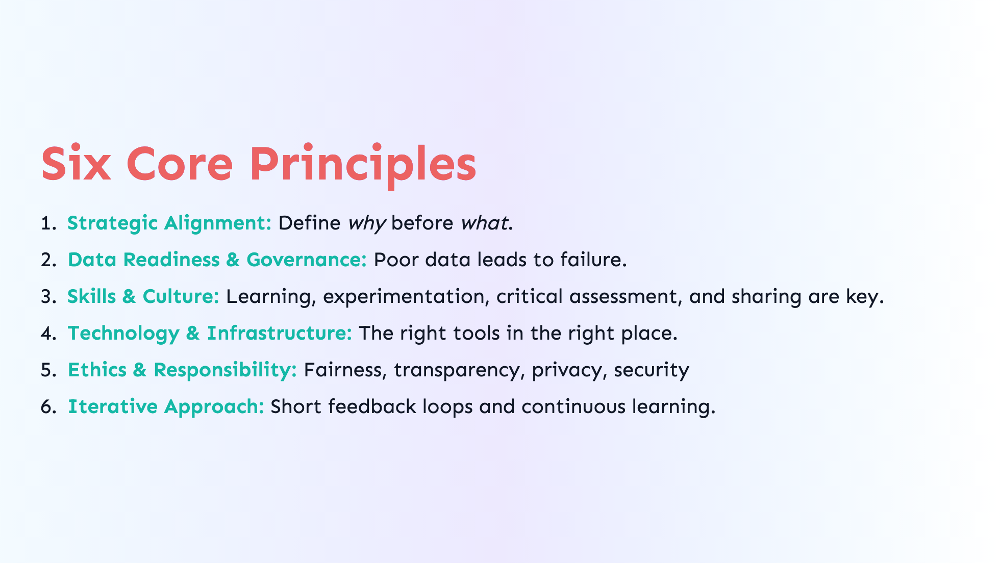 Six Core Principles
1. Strategic Alignment: Define why before what.
2. Data Readiness & Governance: Poor data leads to failure.
3. Skills & Culture: Learning, experimentation, critical assessment, and sharing are key.
4. Technology & Infrastructure: The right tools in the right place.
5. Ethics & Responsibility: Fairness, transparency, privacy, security
6. Iterative Approach: Short feedback loops and continuous learning.